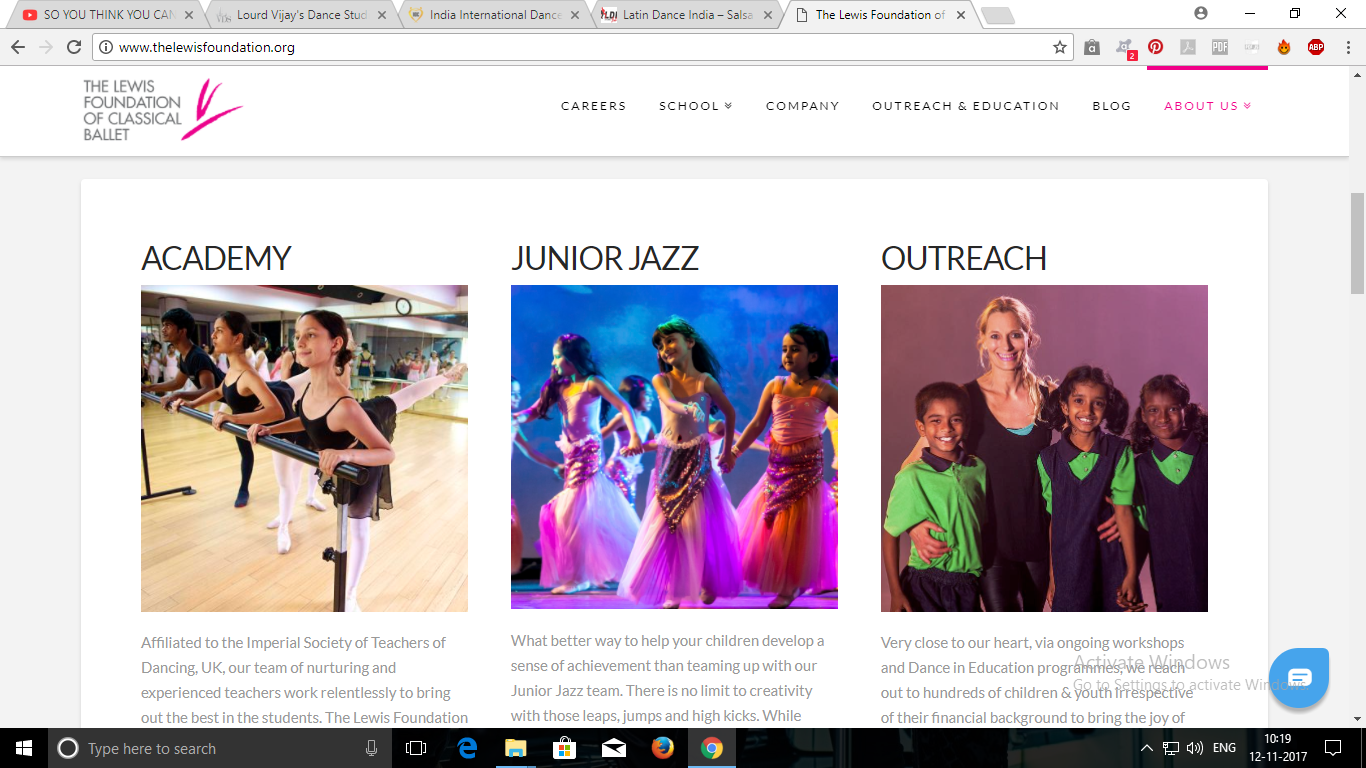 SO YOU THINK YOU CAN
Lourd Vijay's Dance Stud
India International Dance
Latin Dance India – Salsa
The Lewis Foundation of
www.thelewisfoundation.org
2
PDF
ABP
THE LEWIS
FOUNDATION
OF CLASSICAL
BALLET
CAREERS
SCHOOL
COMPANY
OUTREACH & EDUCATION
BLOG
ABOUT US
ACADEMY
Affiliated to the Imperial Society of Teachers of
Dancing, UK, our team of nurturing and
experienced teachers work relentlessly to bring
out the best in the students. The Lewis Foundation
JUNIOR JAZZ
What better way to help your children develop a
sense of achievement than teaming up with our
Junior Jazz team. There is no limit to creativity
with those leaps, jumps and high kicks. While
OUTREACH
Very close to our heart, via ongoing workshops
and Dance in Education programmes, we reach
out to hundreds of children & youth irrespective
of their financial background to bring the joy of
Activate Windows
Go to Settings to activate Windows.
Type here to search
ENG
10:19
12-11-2017